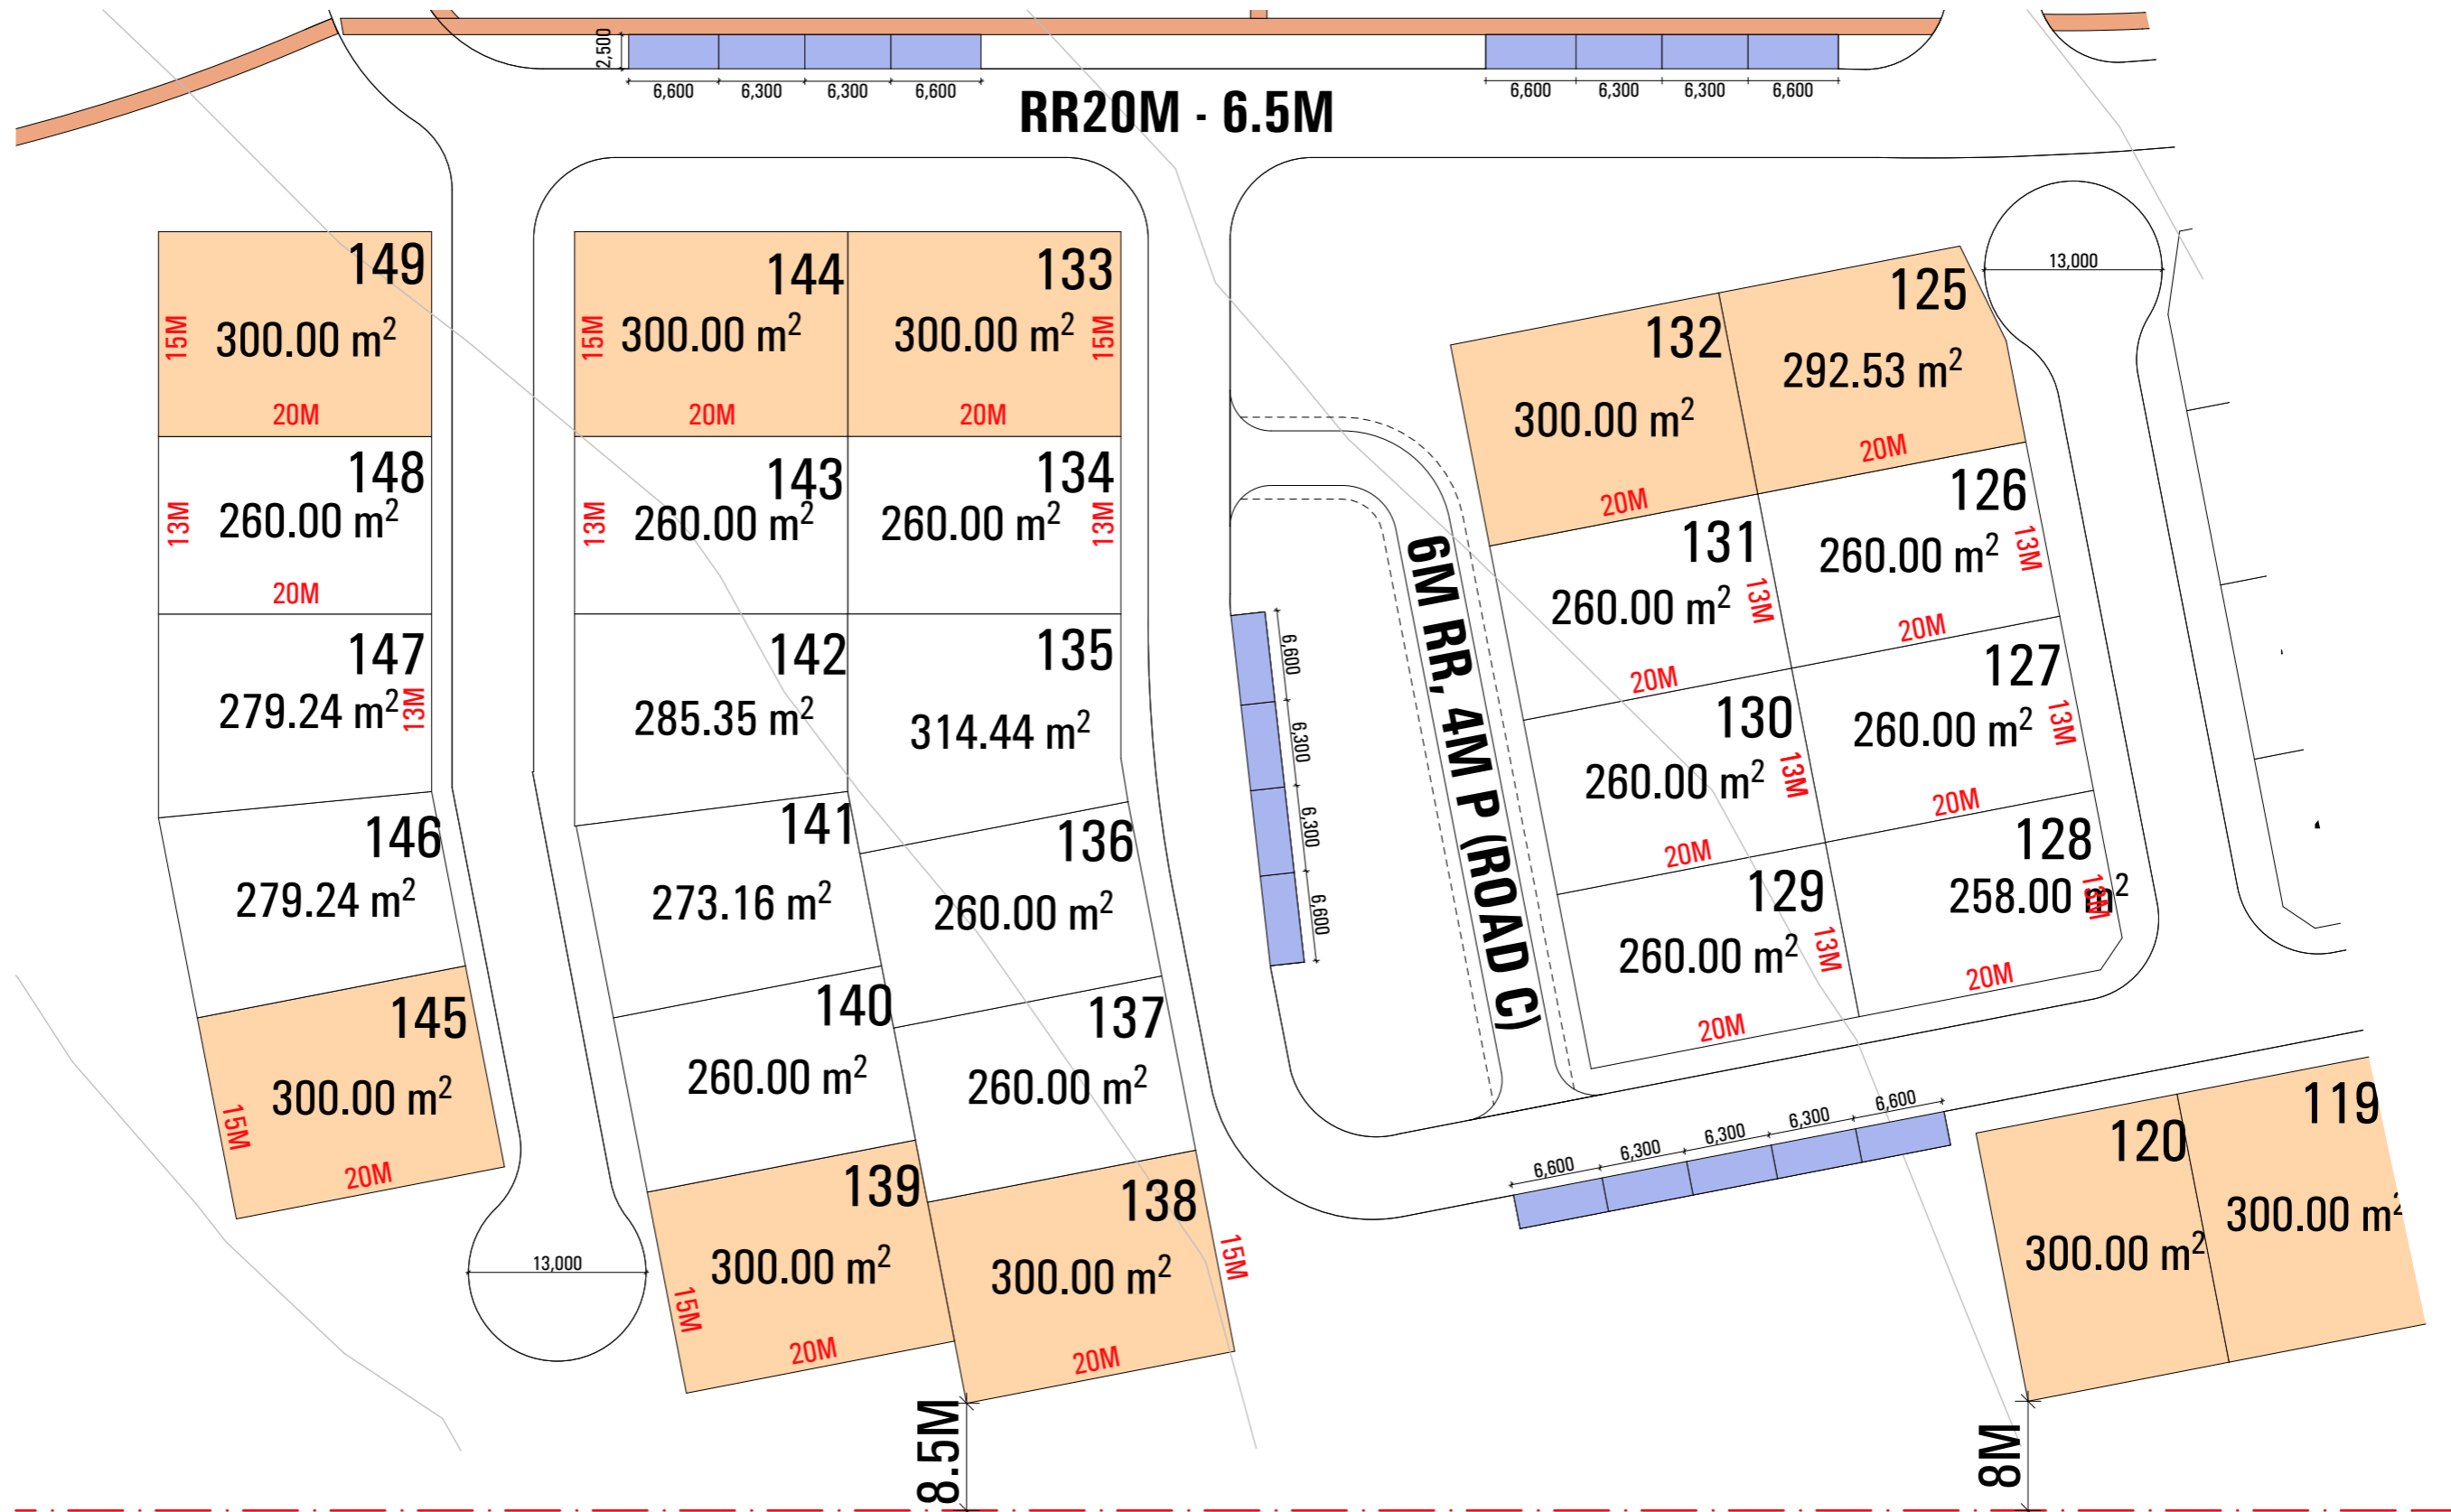 2,500
6,600 6,300 6,300 6,600
6,600 6,300 6,300 6,600
RR20M - 6.5M
149
300.00 m²
15M
20M
148
260.00 m²
13M
20M
147
279.24 m²
13M
146
279.24 m²
145
300.00 m²
15M
20M
144
300.00 m²
15M
20M
133
300.00 m²
15M
20M
143
260.00 m²
13M
134
260.00 m²
13M
142
285.35 m²
135
314.44 m²
141
273.16 m²
136
260.00 m²
140
260.00 m²
137
260.00 m²
139
300.00 m²
15M
20M
138
300.00 m²
15M
20M
13,000
8.5M
6,600
6,300
6,300
6,600
6M RR, 4M P (ROAD C)
132
300.00 m²
20M
125
292.53 m²
20M
13,000
131
260.00 m²
13M
20M
126
260.00 m²
13M
20M
130
260.00 m²
13M
20M
127
260.00 m²
13M
20M
129
260.00 m²
13M
20M
128
258.00 m²
13M
20M
6,600 6,300 6,300 6,300 6,600
120
300.00 m²
119
300.00 m²
8M